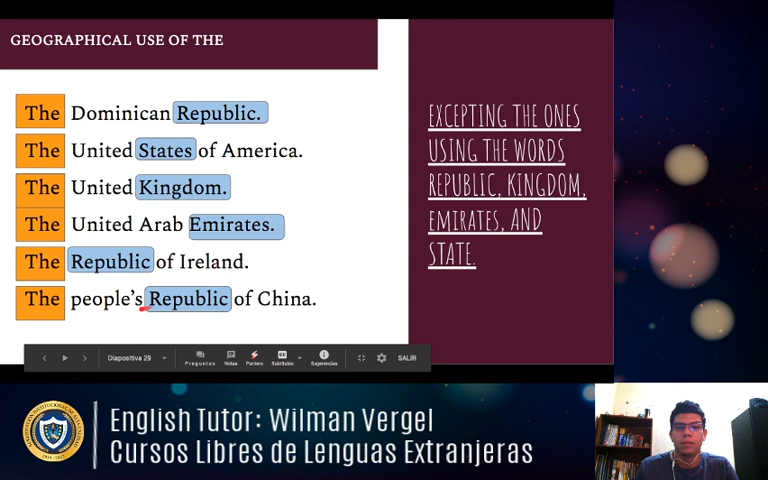 GEOGRAPHICAL USE OF THE
The Dominican Republic.
The United States of America.
The United Kingdom.
The United Arab Emirates.
The Republic of Ireland.
The people's Republic of China.
EXCEPTING THE ONES
USING THE WORDS
REPUBLIC, KINGDOM,
EMIRATES, AND
STATE.
Diapositiva 29
Preguntas
Notas
Puntero
Subtítulos
Sugerencias
SALIR
English Tutor: Wilman Vergel
Cursos Libres de Lenguas Extranjeras